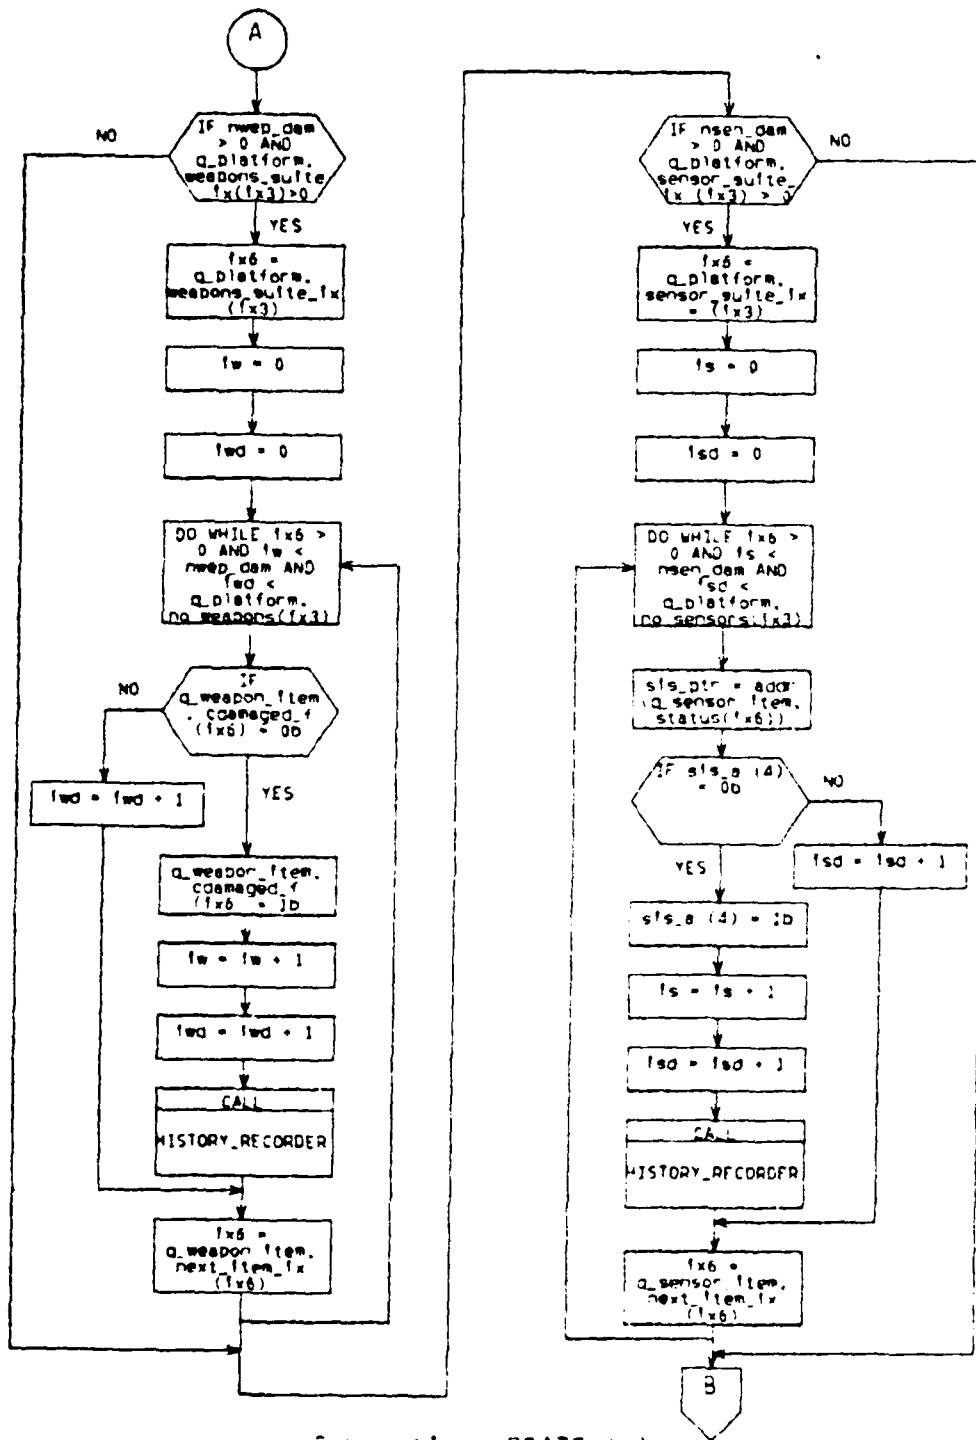 A
IF nwep_dam
> 0 AND
q_platform.
weapons_suite
_ix(ix3)>0
NO
YES
ix6 =
q_platform.
weapons_suite_ix
(ix3)
iw = 0
iwd = 0
DO WHILE ix6 >
0 AND iw <
nwep_dam AND
iwd <
q_platform.
no_weapons(ix3)
IF
q_weapon_item
. cdamaged_f
(ix6) = 0b
NO
YES
iwd = iwd + 1
q_weapon_item.
cdamaged_f
(ix6 = 1b
iw = iw + 1
iwd = iwd + 1
CALL
HISTORY_RECORDER
ix6 =
q_weapon_item.
next_item_ix
(ix6)
IF nsen_dam
> 0 AND
q_platform.
sensor_suite_
ix (ix3) > 0
NO
YES
ix6 =
q_platform.
sensor_suite_ix
= (ix3)
is = 0
isd = 0
DO WHILE ix6 >
0 AND is <
nsen_dam AND
isd <
q_platform.
no_sensors(ix3)
sis_ptr = addr
(q_sensor_item.
status(ix6))
IF sis_a (4)
= 0b
NO
YES
isd = isd + 1
sis_a (4) = 1b
is = is + 1
isd = isd + 1
CALL
HISTORY_RECORDER
ix6 =
q_sensor_item.
next_item_ix
(ix6)
B